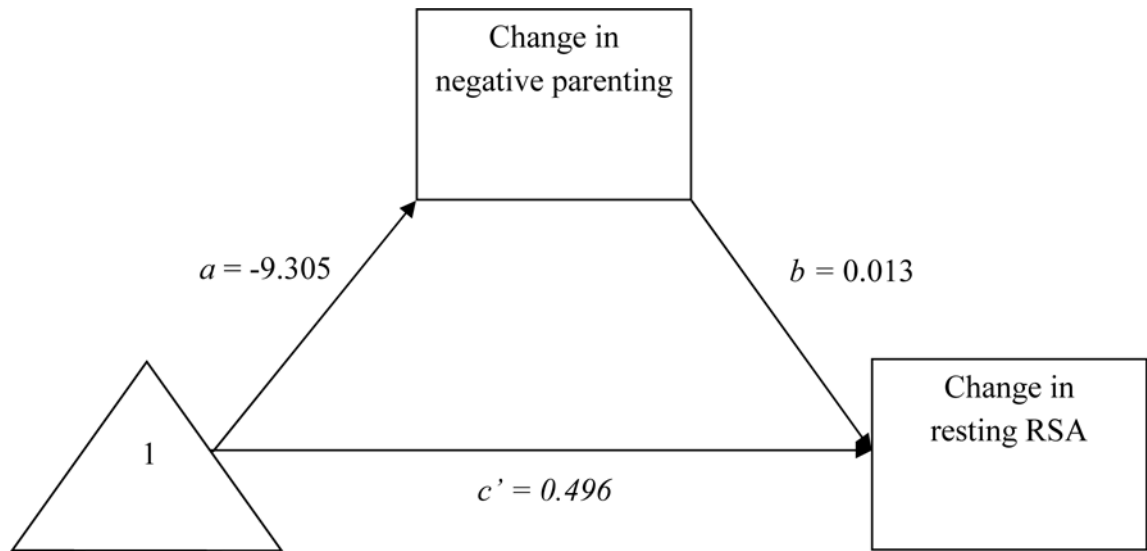 Change in
negative parenting
a = -9.305
b = 0.013
1
Change in
resting RSA
c’ = 0.496